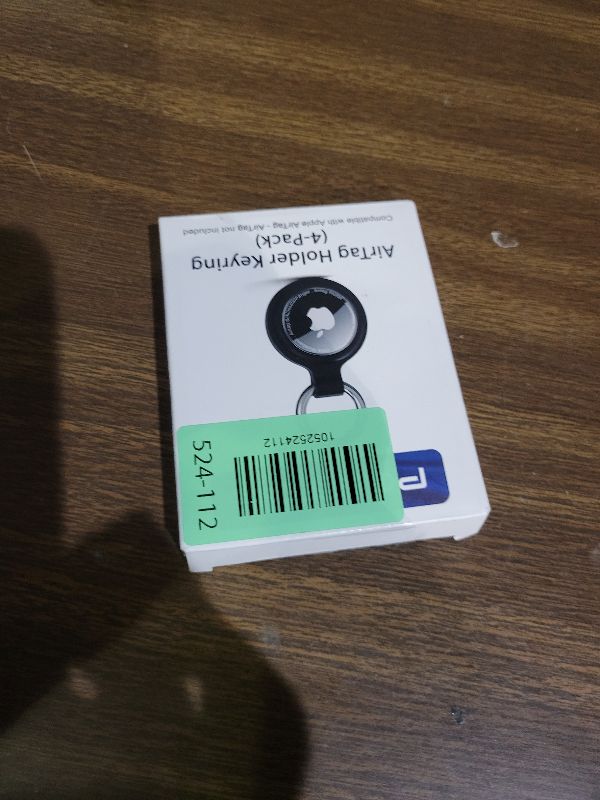 AirTag Holder Keyring
(4-Pack)
Compatible with Apple AirTag - AirTag not included
1052524112
524-112